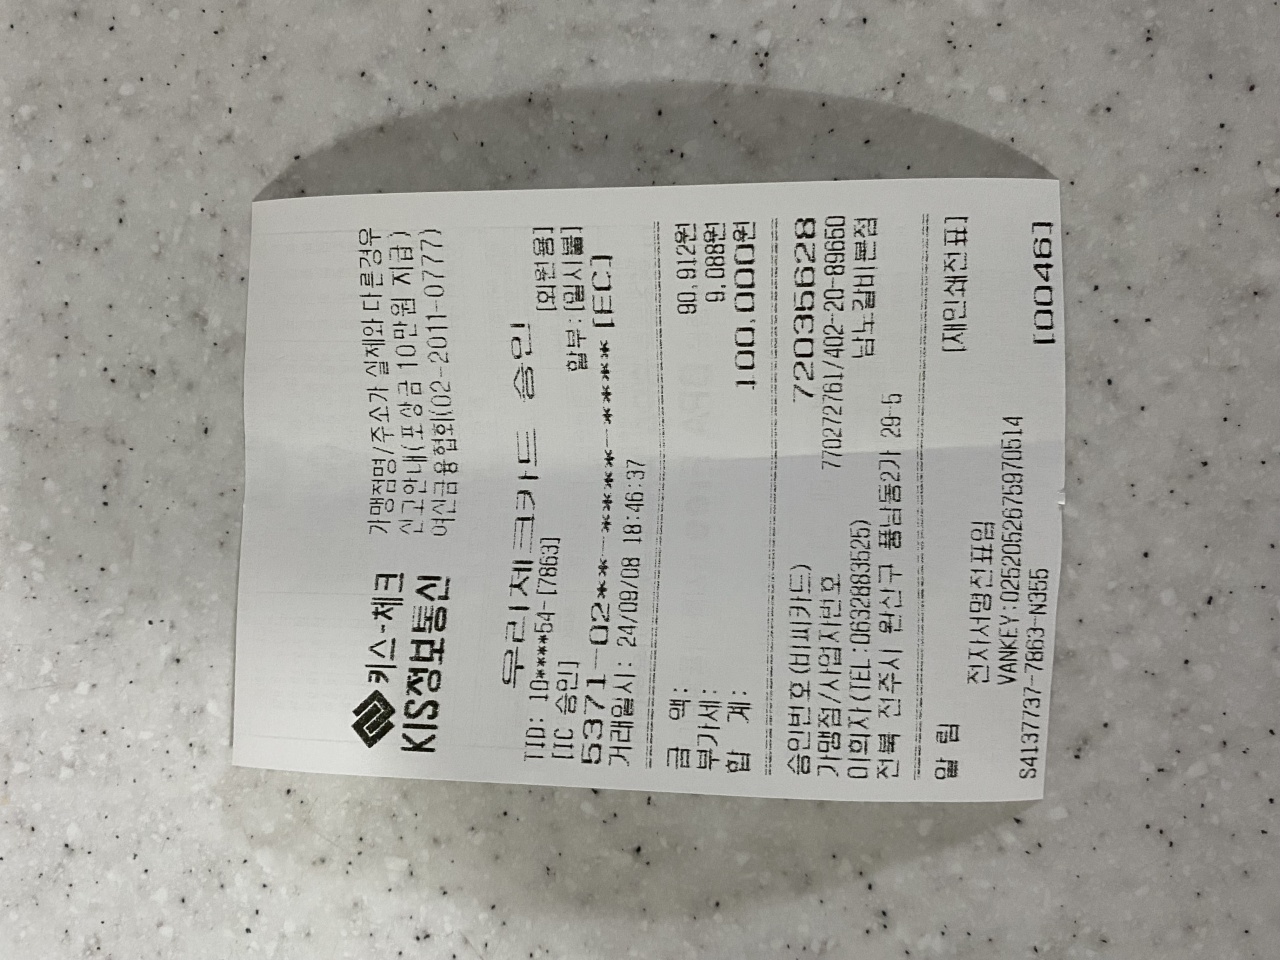 키스-체크
KIS정보통신
가맹점명/주소가 실제와 다른경우
신고안내(포상금 10만원 지급)
여신금융협회(02-2011-0777)
우리체크카드 승인
TID: 10****54-[7863] [회원용]
[IC 승인] 할부:[일시불]
5371-02**-****-**** [EC]
거래일시: 24/09/08 18:46:37
금 액: 90,912원
부가세: 9,088원
합 계: 100,000원
승인번호(비씨카드) 72035628
가맹점/사업자번호 770272761/402-20-89650
이희자(TEL:0632883525) 남노갈비본점
전북 전주시 완산구 풍남동2가 29-5
알 림 [재인쇄전표]
전자서명전표임
VANKEY:0252052675970514
S4137737-7863-N355 [0046]